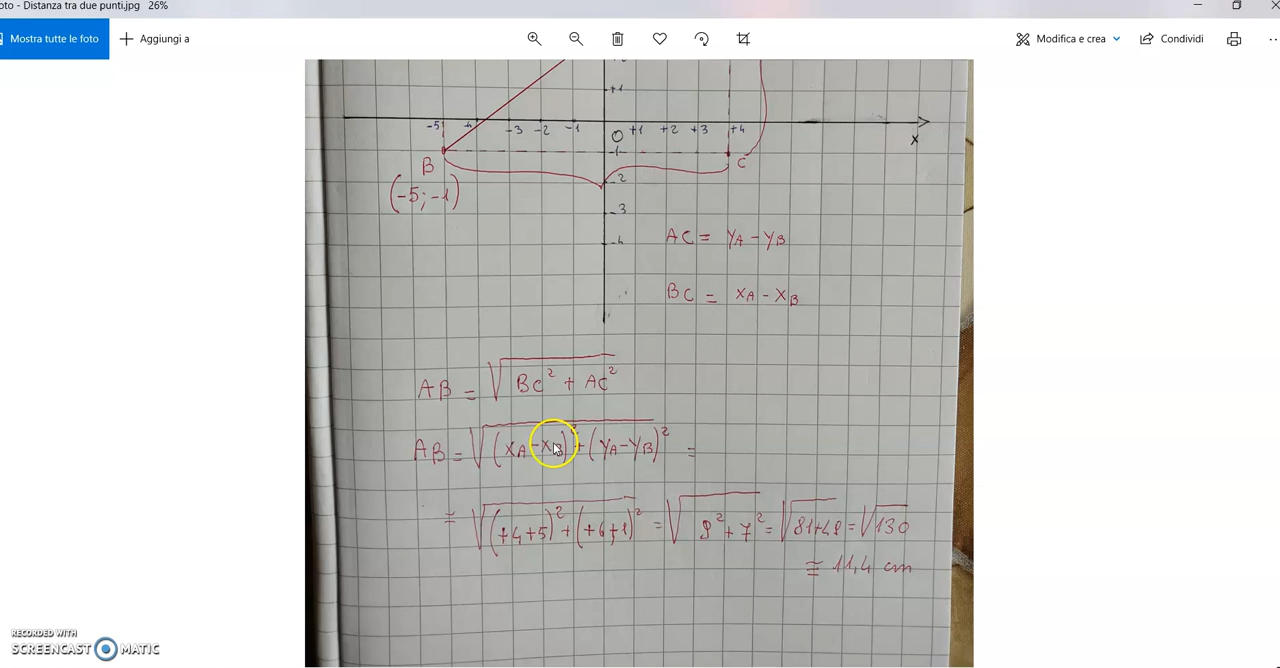 oto - Distanza tra due punti.jpg 26%
Mostra tutte le foto
Aggiungi a
Modifica e crea
Condividi
+1
-5 -4 -3 -2 -1 O +1 +2 +3 +4 x
-1
B C
-2
(-5; -1)
-3
-4
AC = YA - YB
BC = XA - XB
AB = √(BC² + AC²)
AB = √((XA - XB)² + (YA - YB)²) =
= √((+4+5)² + (+6+1)²) = √(9² + 7²) = √(81+49) = √130
≅ 11,4 cm
RECORDED WITH
SCREENCAST MATIC